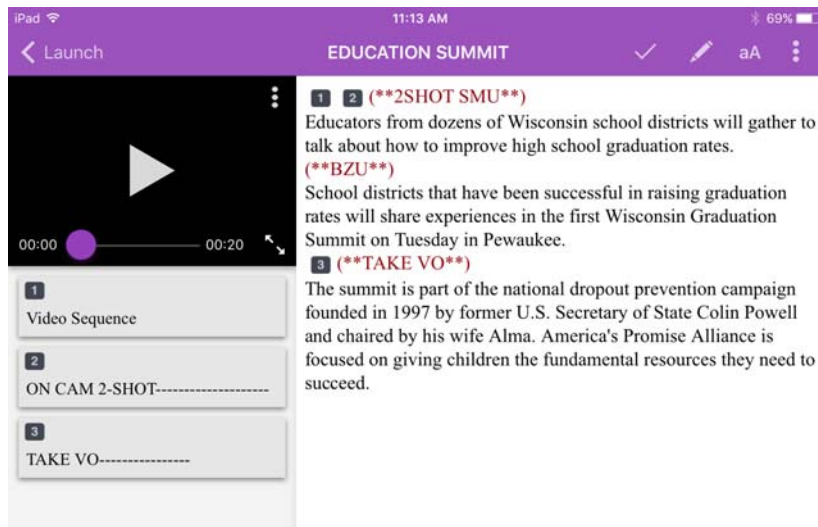 iPad 11:13 AM 69%
Launch EDUCATION SUMMIT aA
00:00 00:20
1
Video Sequence
2
ON CAM 2-SHOT--------------------
3
TAKE VO----------------
1 2 (**2SHOT SMU**)
Educators from dozens of Wisconsin school districts will gather to
talk about how to improve high school graduation rates.
(**BZU**)
School districts that have been successful in raising graduation
rates will share experiences in the first Wisconsin Graduation
Summit on Tuesday in Pewaukee.
3 (**TAKE VO**)
The summit is part of the national dropout prevention campaign
founded in 1997 by former U.S. Secretary of State Colin Powell
and chaired by his wife Alma. America's Promise Alliance is
focused on giving children the fundamental resources they need to
succeed.